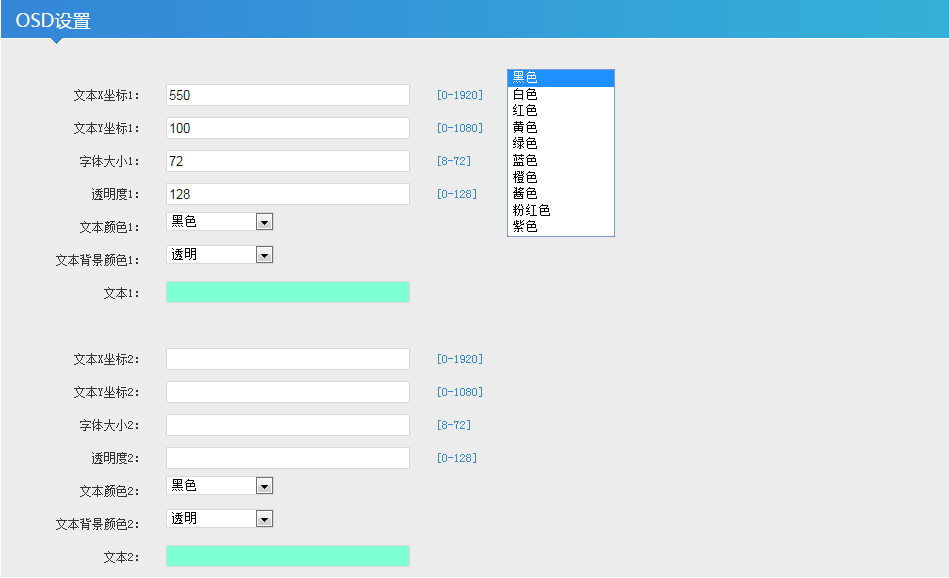 OSD设置
文本X坐标1: 550 [0-1920]
文本Y坐标1: 100 [0-1080]
字体大小1: 72 [8-72]
透明度1: 128 [0-128]
文本颜色1: 黑色
文本背景颜色1: 透明
文本1:
黑色
白色
红色
黄色
绿色
蓝色
橙色
酱色
粉红色
紫色
文本X坐标2: [0-1920]
文本Y坐标2: [0-1080]
字体大小2: [8-72]
透明度2: [0-128]
文本颜色2: 黑色
文本背景颜色2: 透明
文本2: